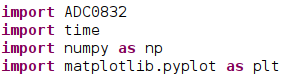 import ADC0832
import time
import numpy as np
import matplotlib.pyplot as plt